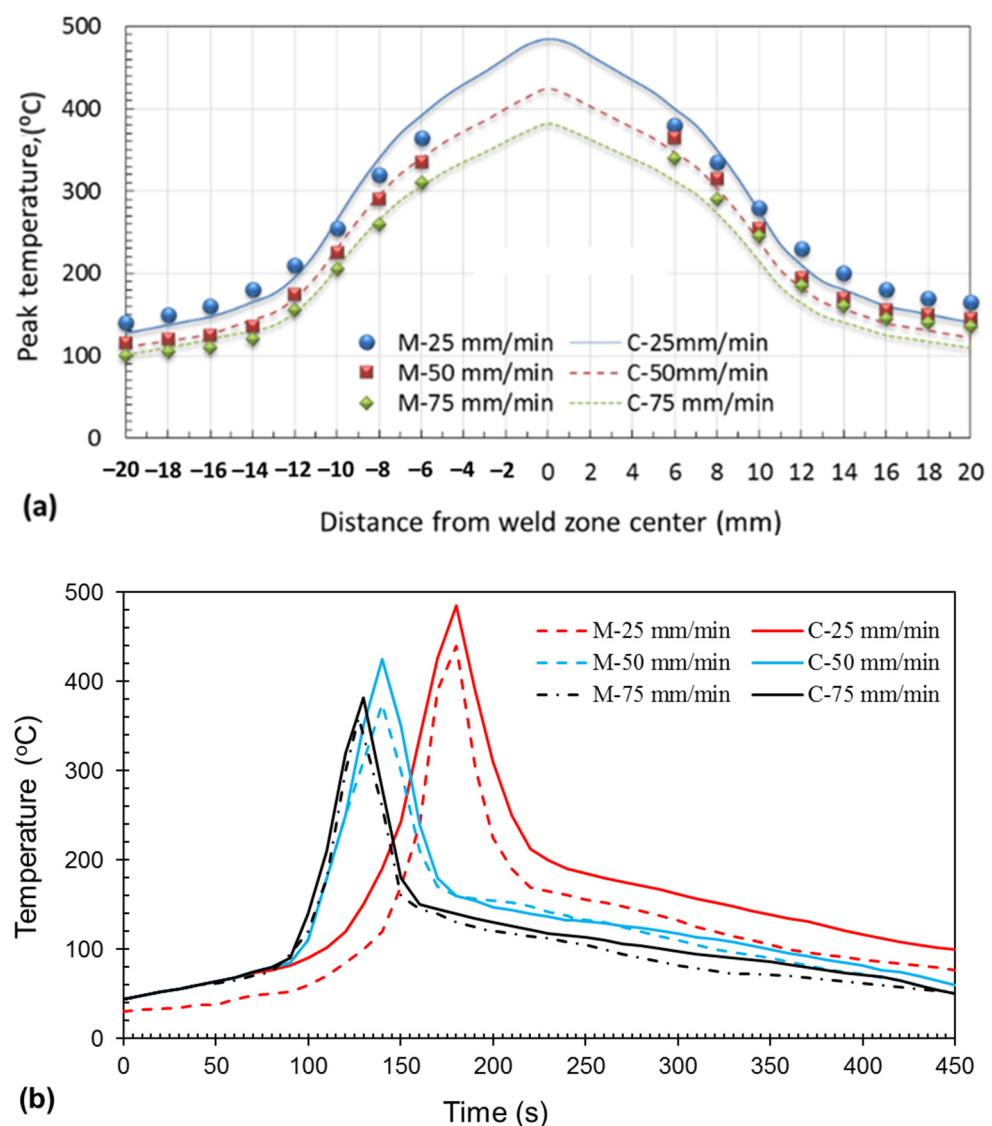 500
400
300
200
100
0
Peak temperature,(⁰C)
M-25 mm/min C-25mm/min
M-50 mm/min C-50mm/min
M-75 mm/min C-75 mm/min
−20 −18 −16 −14 −12 −10 −8 −6 −4 −2 0 2 4 6 8 10 12 14 16 18 20
(a)
Distance from weld zone center (mm)
500
400
300
200
100
0
Temperature (°C)
M-25 mm/min C-25 mm/min
M-50 mm/min C-50 mm/min
M-75 mm/min C-75 mm/min
0 50 100 150 200 250 300 350 400 450
(b)
Time (s)